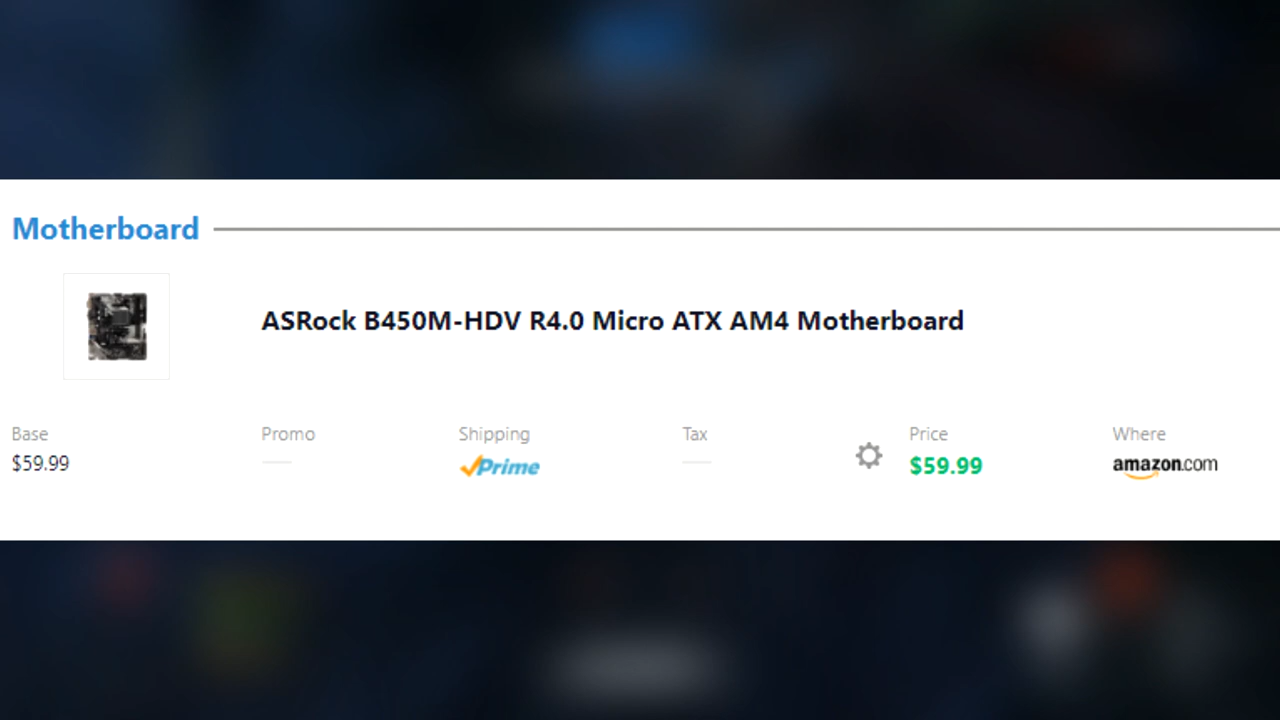 Motherboard
ASRock B450M-HDV R4.0 Micro ATX AM4 Motherboard
Base Promo Shipping Tax Price Where
$59.99 — Prime — $59.99 amazon.com